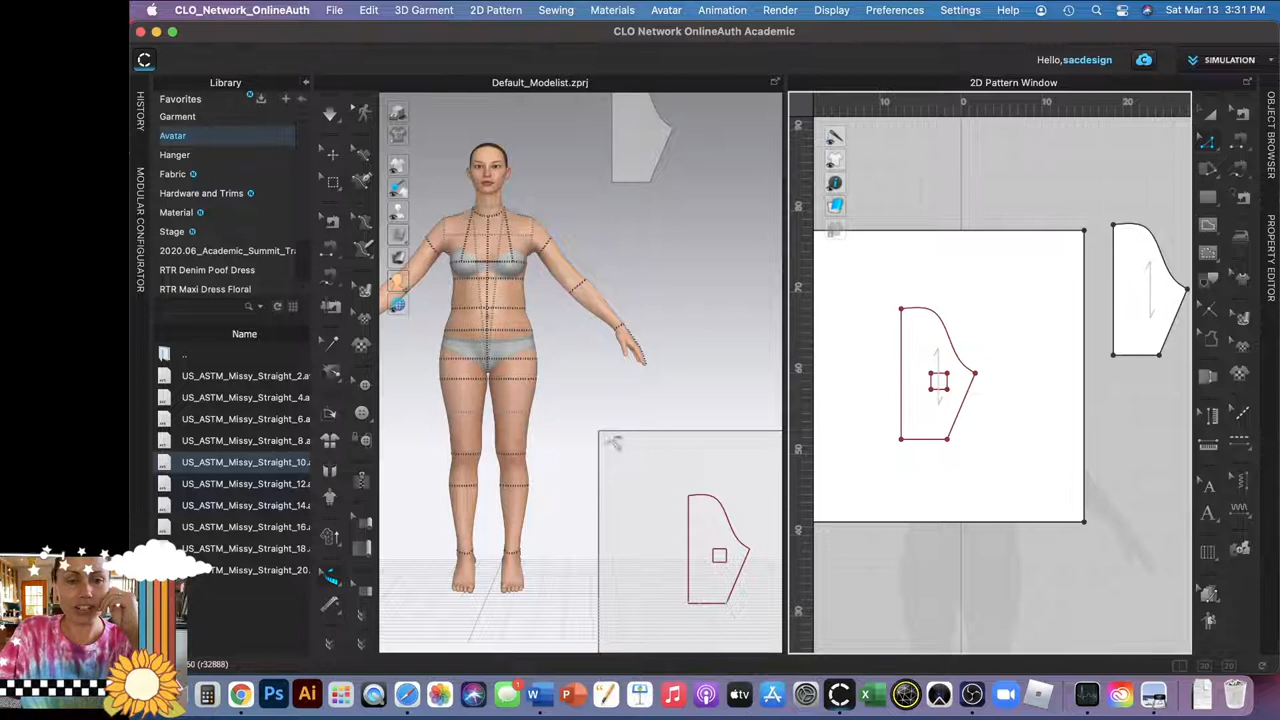 CLO_Network_OnlineAuth File Edit 3D Garment 2D Pattern Sewing Materials Avatar Animation Render Display Preferences Settings Help Sat Mar 13 3:31 PM
CLO Network OnlineAuth Academic
Hello, sacdesign SIMULATION
Library Default_Modelist.zprj 2D Pattern Window
HISTORY
MODULAR CONFIGURATOR
Favorites
Garment
Avatar
Hanger
Fabric
Hardware and Trims
Material
Stage
2020.06_Academic_Summit_Tra
RTR Denim Poof Dress
RTR Maxi Dress Floral
Name
..
US_ASTM_Missy_Straight_2.a
US_ASTM_Missy_Straight_4.a
US_ASTM_Missy_Straight_6.a
US_ASTM_Missy_Straight_8.a
US_ASTM_Missy_Straight_10.a
US_ASTM_Missy_Straight_12.a
US_ASTM_Missy_Straight_14.a
US_ASTM_Missy_Straight_16.a
US_ASTM_Missy_Straight_18.a
US_ASTM_Missy_Straight_20.a
(r32888)
10 0 10 20
OBJECT BROWSER
PROPERTY EDITOR
A
A
Ps Ai